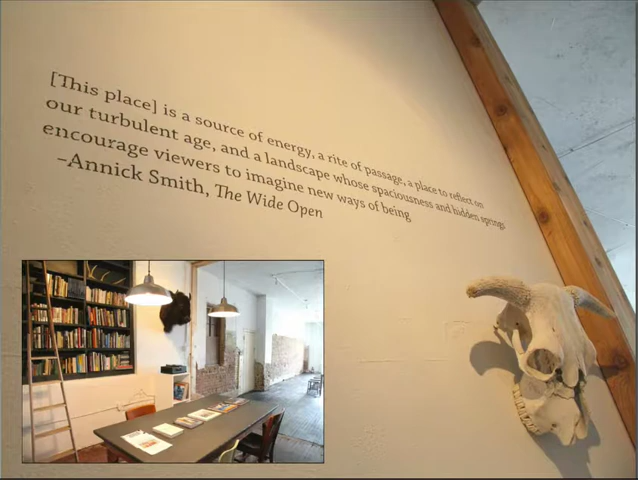 [This place] is a source of energy, a rite of passage, a place to reflect on
our turbulent age, and a landscape whose spaciousness and hidden springs
encourage viewers to imagine new ways of being
–Annick Smith, The Wide Open